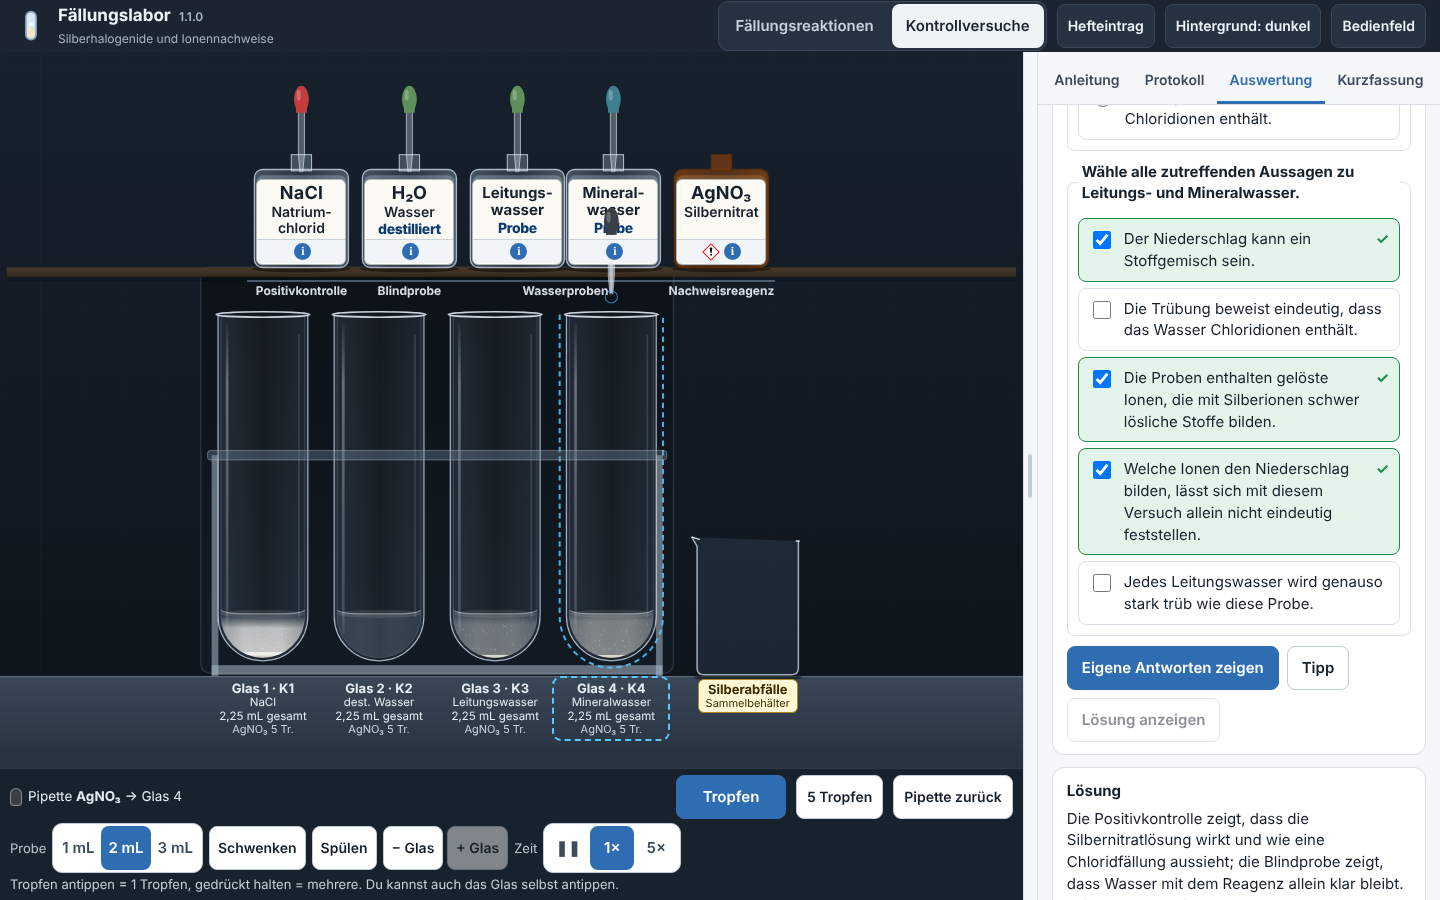 Fällungslabor 1.1.0
Silberhalogenide und Ionennachweise
Fällungsreaktionen
Kontrollversuche
Hefteintrag
Hintergrund: dunkel
Bedienfeld
Anleitung
Protokoll
Auswertung
Kurzfassung
NaCl
Natrium-
chlorid
i
H₂O
Wasser
destilliert
i
Leitungs-
wasser
Probe
i
Mineral-
wasser
i
AgNO₃
Silbernitrat
! i
Positivkontrolle
Blindprobe
Wasserproben
Nachweisreagenz
Glas 1 · K1
NaCl
2,25 mL gesamt
AgNO₃ 5 Tr.
Glas 2 · K2
dest. Wasser
2,25 mL gesamt
AgNO₃ 5 Tr.
Glas 3 · K3
Leitungswasser
2,25 mL gesamt
AgNO₃ 5 Tr.
Glas 4 · K4
Mineralwasser
2,25 mL gesamt
AgNO₃ 5 Tr.
Silberabfälle
Sammelbehälter
Pipette AgNO₃ → Glas 4
Tropfen
5 Tropfen
Pipette zurück
Probe
1 mL
2 mL
3 mL
Schwenken
Spülen
− Glas
+ Glas
Zeit
1×
5×
Tropfen antippen = 1 Tropfen, gedrückt halten = mehrere. Du kannst auch das Glas selbst antippen.
Chloridionen enthält.
Wähle alle zutreffenden Aussagen zu
Leitungs- und Mineralwasser.
Der Niederschlag kann ein
Stoffgemisch sein.
Die Trübung beweist eindeutig, dass
das Wasser Chloridionen enthält.
Die Proben enthalten gelöste
Ionen, die mit Silberionen schwer
lösliche Stoffe bilden.
Welche Ionen den Niederschlag
bilden, lässt sich mit diesem
Versuch allein nicht eindeutig
feststellen.
Jedes Leitungswasser wird genauso
stark trüb wie diese Probe.
Eigene Antworten zeigen
Tipp
Lösung anzeigen
Lösung
Die Positivkontrolle zeigt, dass die
Silbernitratlösung wirkt und wie eine
Chloridfällung aussieht; die Blindprobe zeigt,
dass Wasser mit dem Reagenz allein klar bleibt.